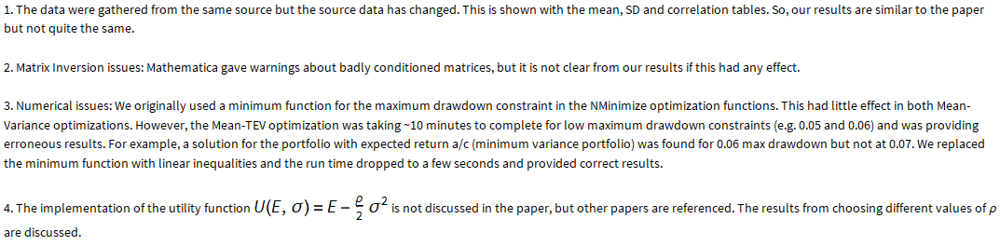 1. The data were gathered from the same source but the source data has changed. This is shown with the mean, SD and correlation tables. So, our results are similar to the paper
but not quite the same.
2. Matrix Inversion issues: Mathematica gave warnings about badly conditioned matrices, but it is not clear from our results if this had any effect.
3. Numerical issues: We originally used a minimum function for the maximum drawdown constraint in the NMinimize optimization functions. This had little effect in both Mean-
Variance optimizations. However, the Mean-TEV optimization was taking ~10 minutes to complete for low maximum drawdown constraints (e.g. 0.05 and 0.06) and was providing
erroneous results. For example, a solution for the portfolio with expected return a/c (minimum variance portfolio) was found for 0.06 max drawdown but not at 0.07. We replaced
the minimum function with linear inequalities and the run time dropped to a few seconds and provided correct results.
4. The implementation of the utility function U(E, σ) = E − ρ/2 σ² is not discussed in the paper, but other papers are referenced. The results from choosing different values of ρ
are discussed.